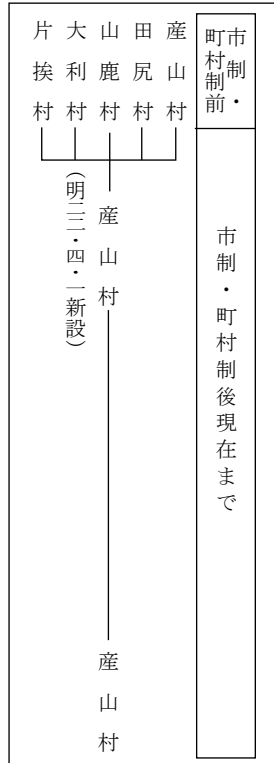 市制・
町村制前
市制・町村制後現在まで
産山村
田尻村
山鹿村
大利村
片挨村
産山村
(明二二・四・一新設)
産山村